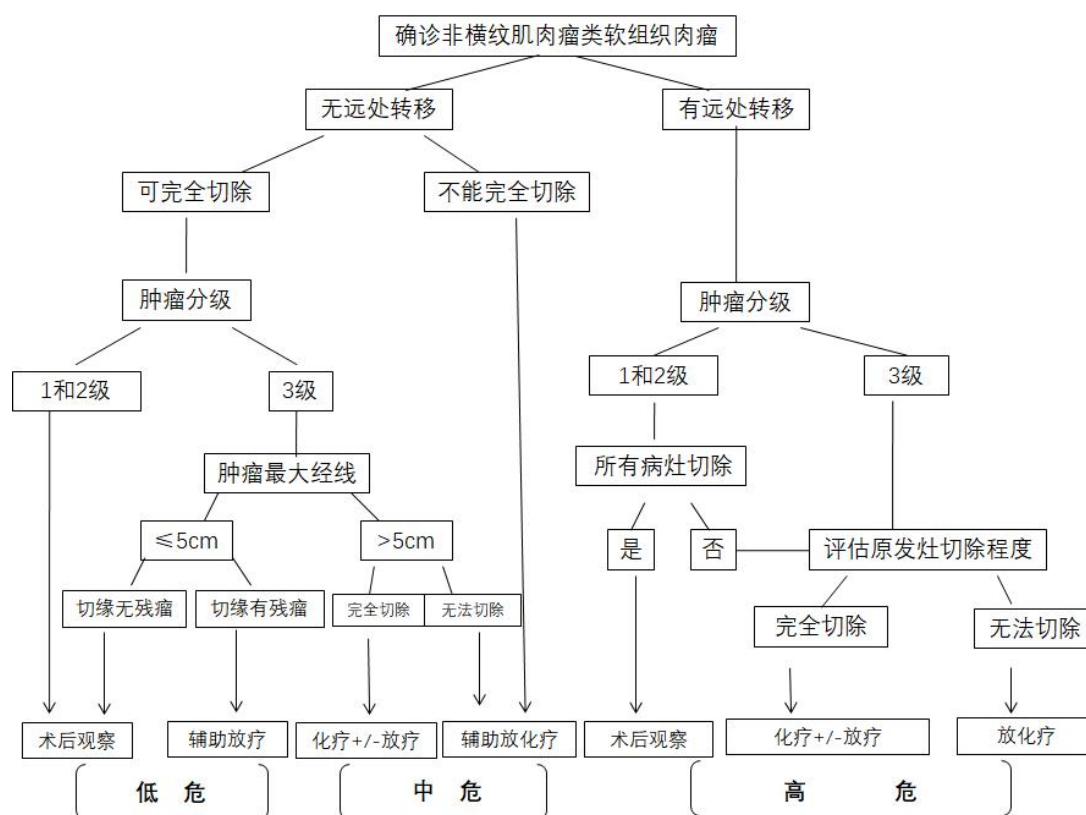 确诊非横纹肌肉瘤类软组织肉瘤
无远处转移
有远处转移
可完全切除
不能完全切除
肿瘤分级
肿瘤分级
1和2级
3级
1和2级
3级
肿瘤最大经线
所有病灶切除
≤5cm
>5cm
是
否
评估原发灶切除程度
切缘无残瘤
切缘有残瘤
完全切除
无法切除
完全切除
无法切除
术后观察
辅助放疗
化疗+/-放疗
辅助放化疗
术后观察
化疗+/-放疗
放化疗
低 危
中 危
高 危